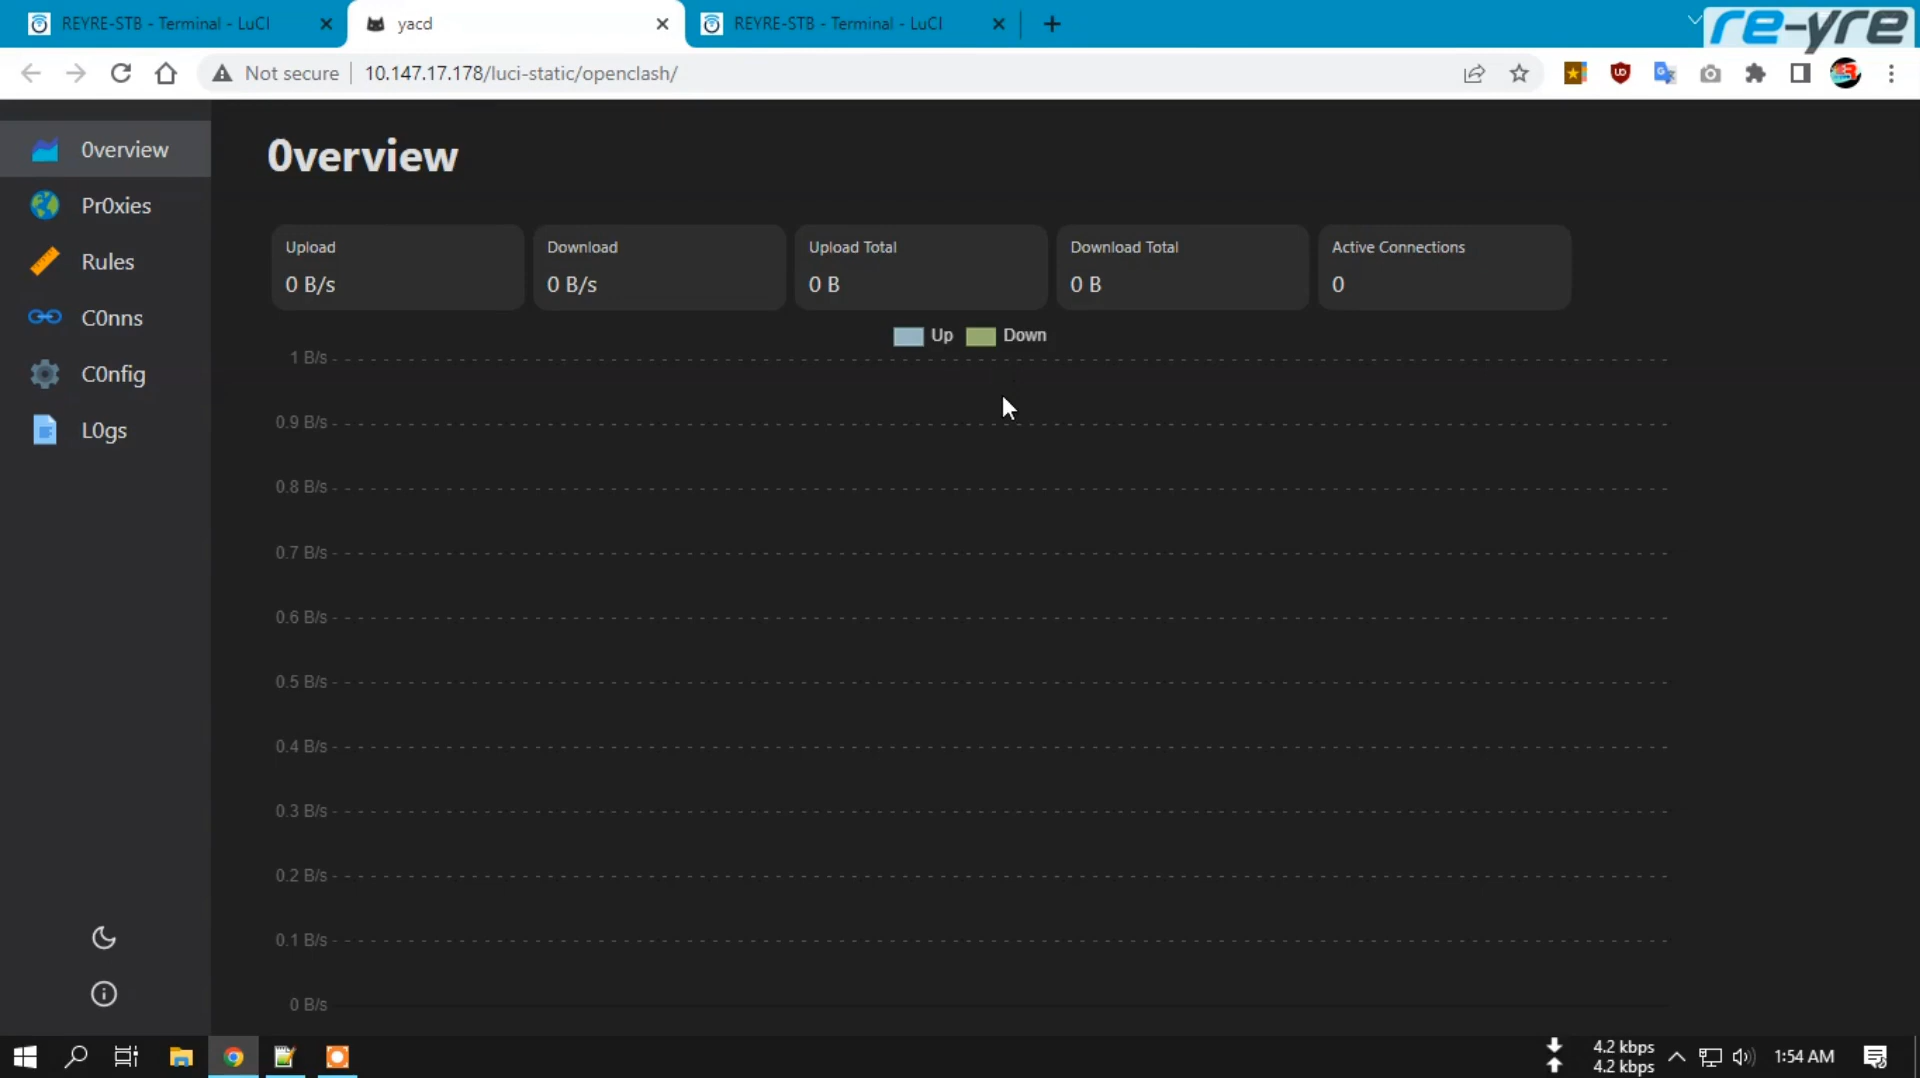 REYRE-STB - Terminal - LuCI
yacd
REYRE-STB - Terminal - LuCI
re-yre
Not secure
10.147.17.178/luci-static/openclash/
0verview
Pr0xies
Rules
C0nns
C0nfig
L0gs
0verview
Upload
0 B/s
Download
0 B/s
Upload Total
0 B
Download Total
0 B
Active Connections
0
Up
Down
1 B/s
0.9 B/s
0.8 B/s
0.7 B/s
0.6 B/s
0.5 B/s
0.4 B/s
0.3 B/s
0.2 B/s
0.1 B/s
0 B/s
4.2 kbps
4.2 kbps
1:54 AM